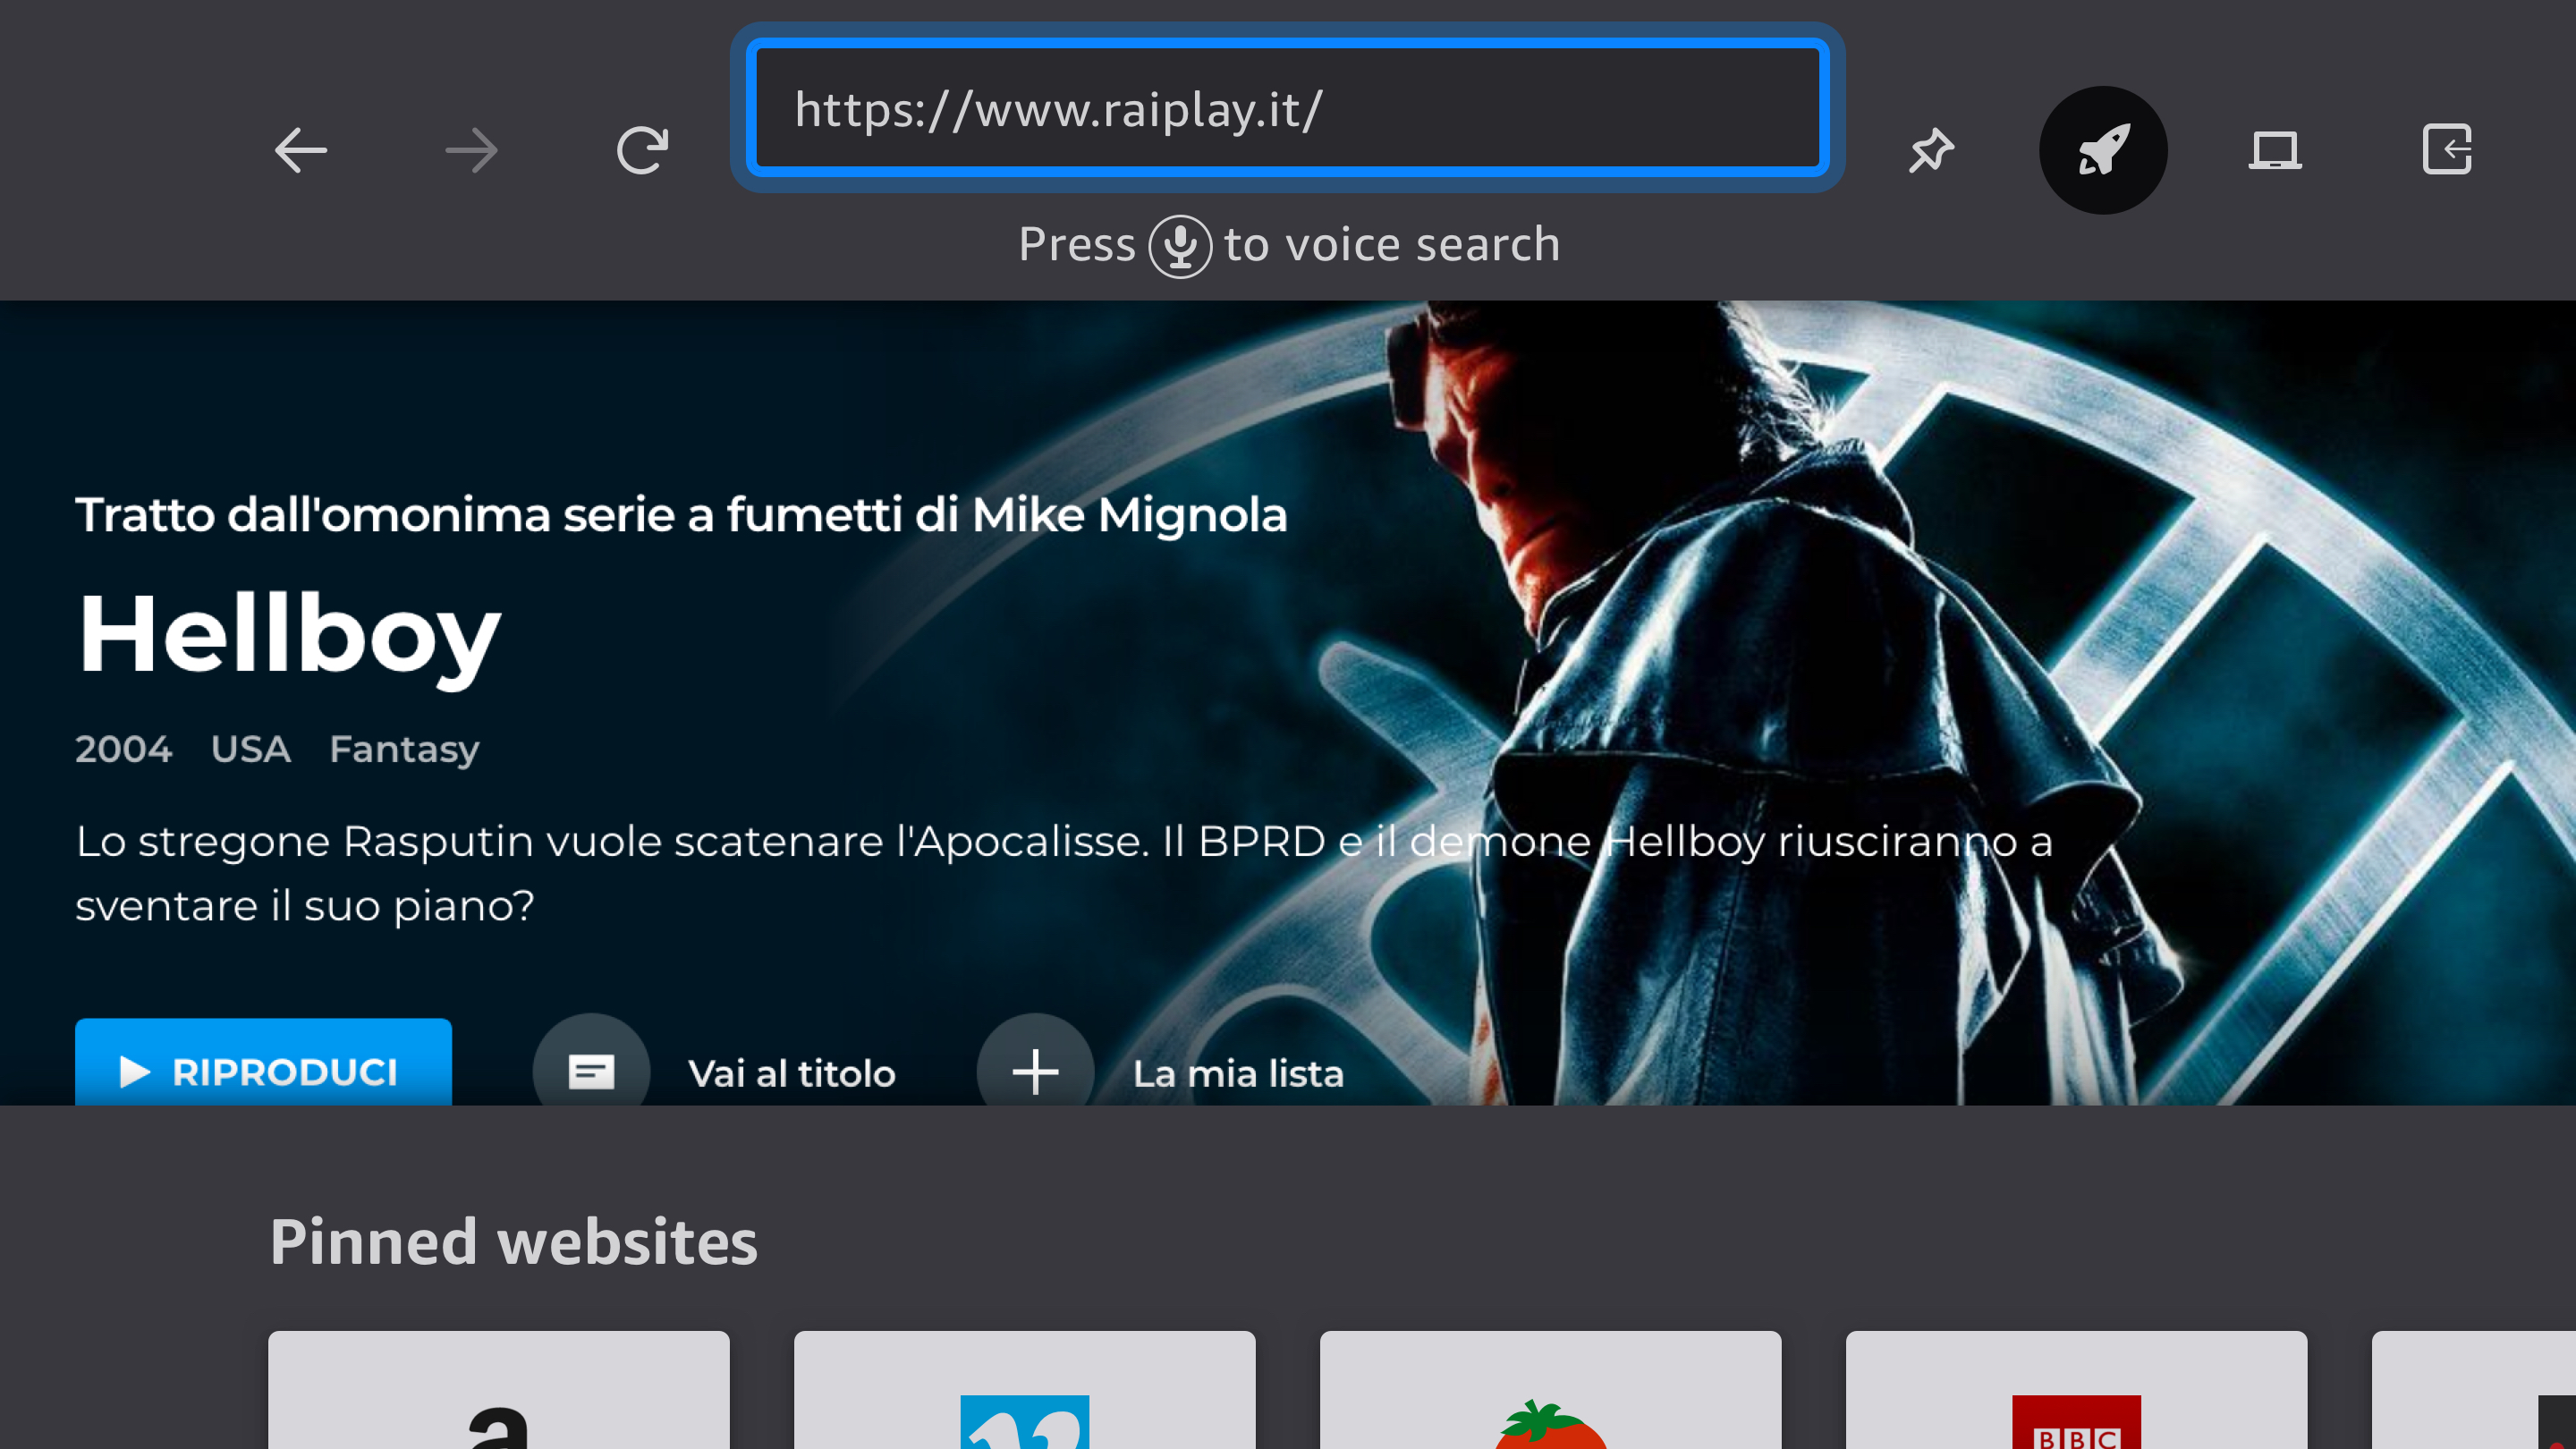 https://www.raiplay.it/
Press to voice search
Tratto dall'omonima serie a fumetti di Mike Mignola
Hellboy
2004 USA Fantasy
Lo stregone Rasputin vuole scatenare l'Apocalisse. Il BPRD e il demone Hellboy riusciranno a
sventare il suo piano?
RIPRODUCI Vai al titolo La mia lista
Pinned websites
a BBC